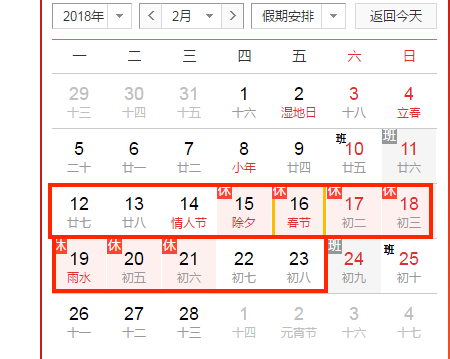 2018年 2月 假期安排 返回今天
一 二 三 四 五 六 日
29 30 31 1 2 3 4
十三 十四 十五 十六 湿地日 十八 立春
5 6 7 8 9 班 10 班 11
二十 廿一 廿二 小年 廿四 廿五 廿六
12 13 14 休 15 休 16 休 17 休 18
廿七 廿八 情人节 除夕 春节 初二 初三
休 19 休 20 休 21 22 23 班 24 班 25
雨水 初五 初六 初七 初八 初九 初十
26 27 28 1 2 3 4
十一 十二 十三 十四 元宵节 十六 十七